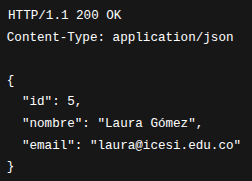 HTTP/1.1 200 OK
Content-Type: application/json

{
  "id": 5,
  "nombre": "Laura Gómez",
  "email": "laura@icesi.edu.co"
}